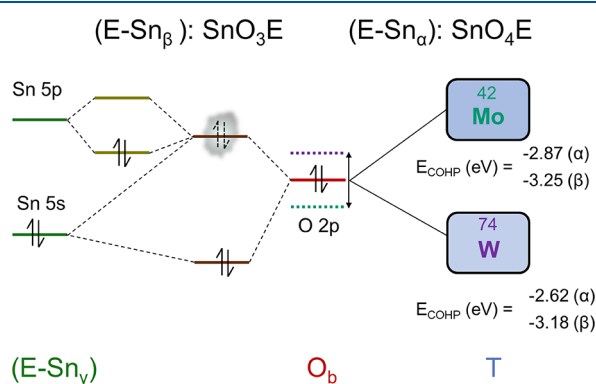 (E-Snβ): SnO3E
(E-Snα): SnO4E
Sn 5p
Sn 5s
O 2p
42
Mo
ECOHP (eV) = -2.87 (α)
-3.25 (β)
74
W
ECOHP (eV) = -2.62 (α)
-3.18 (β)
(E-Snγ)
Ob
T